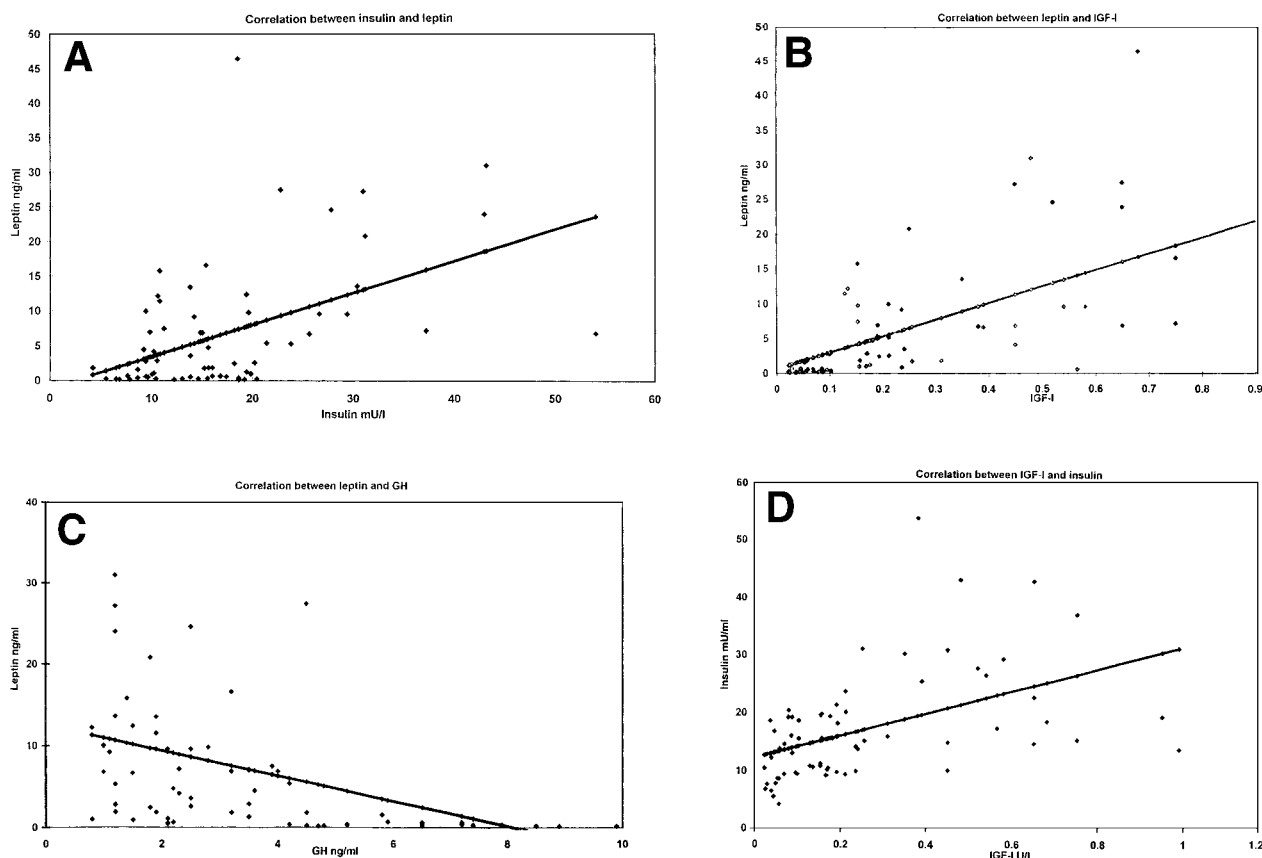 Correlation between insulin and leptin
A
50
45
40
35
30
25
20
15
10
5
0
Leptin ng/ml
0 10 20 30 40 50 60
Insulin mU/l
Correlation between leptin and IGF-I
B
50
45
40
35
30
25
20
15
10
5
0
Leptin ng/ml
0 0.1 0.2 0.3 0.4 0.5 0.6 0.7 0.8 0.9
IGF-I
Correlation between leptin and GH
C
40
30
20
10
0
Leptin ng/ml
0 2 4 6 8 10
GH ng/ml
Correlation between IGF-I and insulin
D
60
50
40
30
20
10
0
Insulin mU/ml
0 0.2 0.4 0.6 0.8 1 1.2
IGF-I U/l